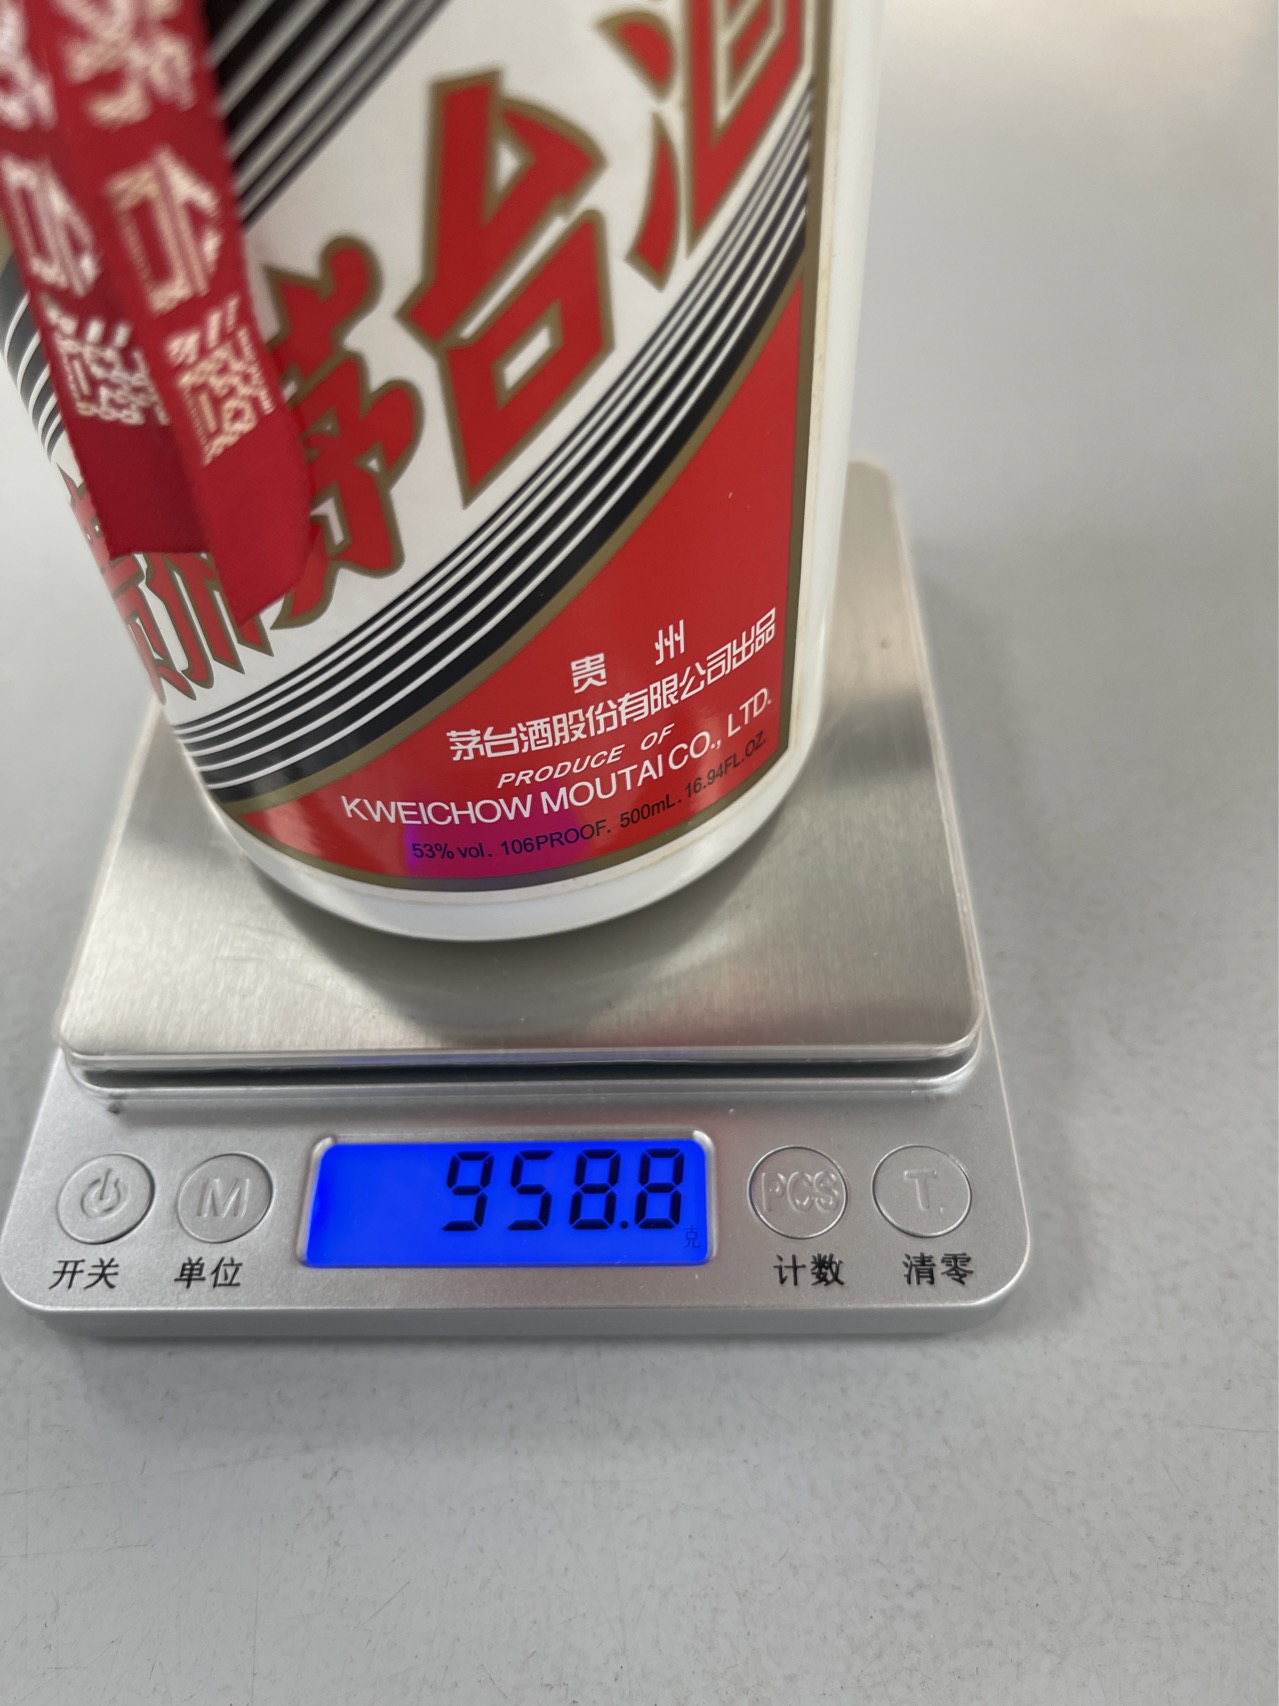 贵州茅台酒
贵 州
茅台酒股份有限公司出品
PRODUCE OF
KWEICHOW MOUTAI CO., LTD.
53% vol. 106PROOF. 500mL. 16.94FL.OZ.
958.8
克
M
PCS
T.
开关
单位
计数
清零